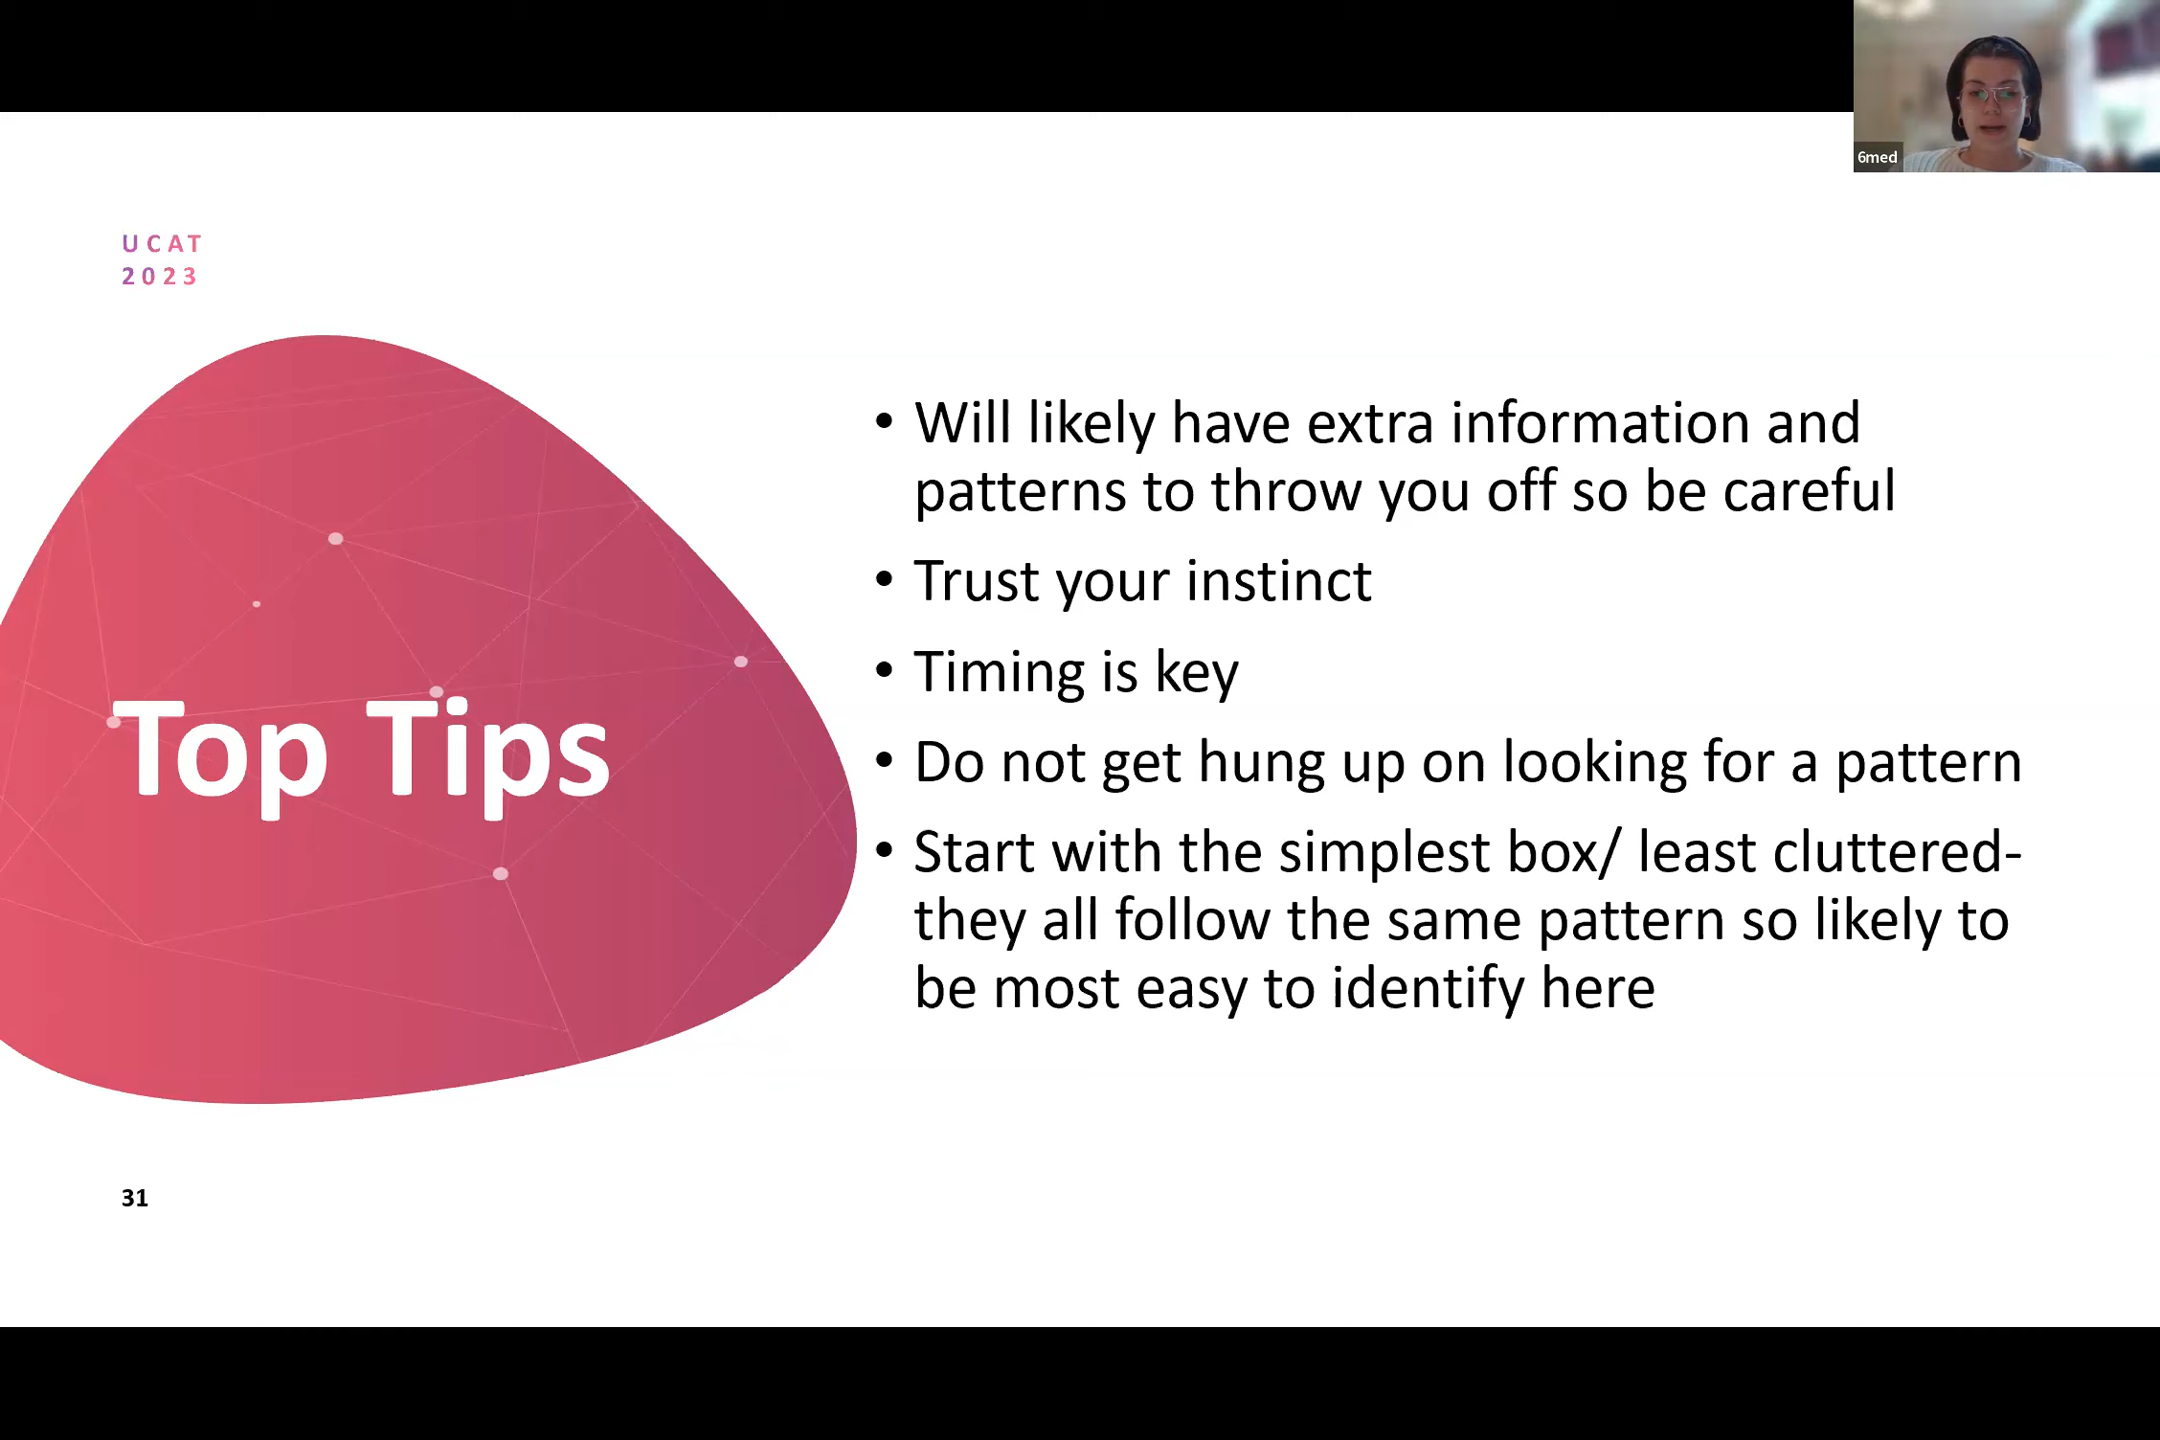 6med
UCAT
2023
Top Tips
• Will likely have extra information and
patterns to throw you off so be careful
• Trust your instinct
• Timing is key
• Do not get hung up on looking for a pattern
• Start with the simplest box/ least cluttered-
they all follow the same pattern so likely to
be most easy to identify here
31